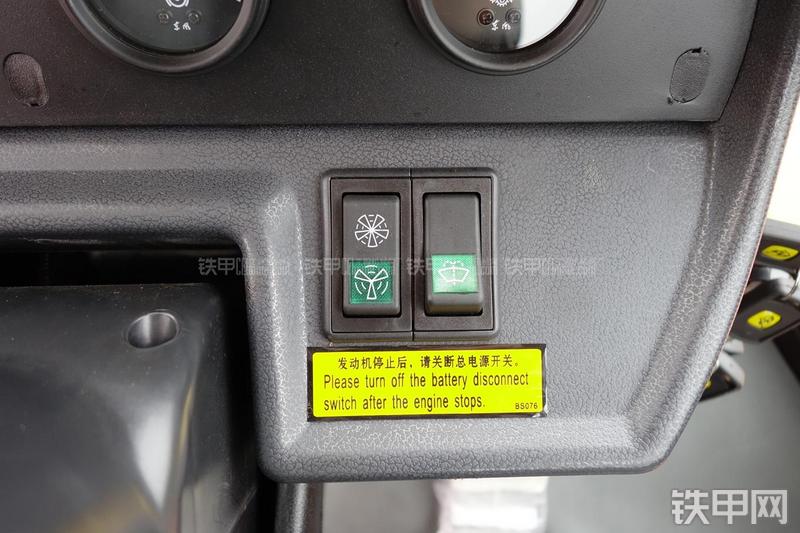 发动机停止后，请关断总电源开关。
Please turn off the battery disconnect
switch after the engine stops.
BS076
铁甲网